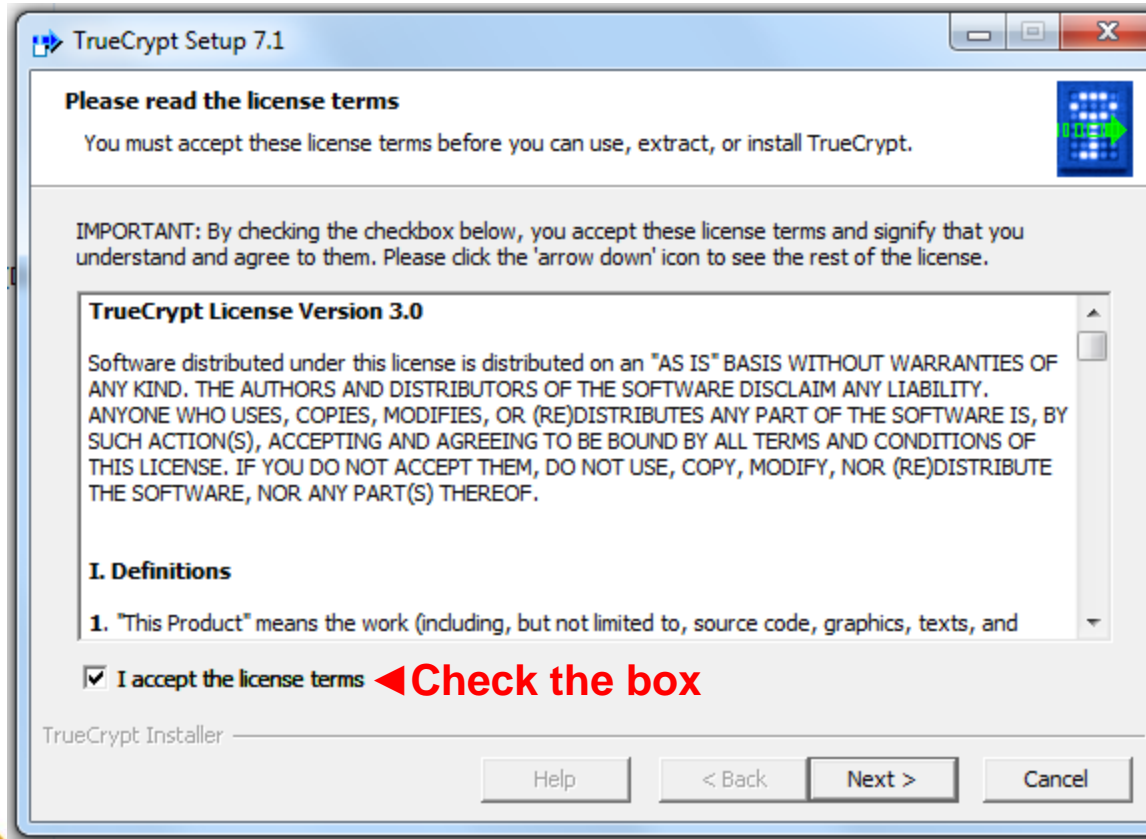 TrueCrypt Setup 7.1
Please read the license terms
You must accept these license terms before you can use, extract, or install TrueCrypt.
IMPORTANT: By checking the checkbox below, you accept these license terms and signify that you
understand and agree to them. Please click the 'arrow down' icon to see the rest of the license.
TrueCrypt License Version 3.0
Software distributed under this license is distributed on an "AS IS" BASIS WITHOUT WARRANTIES OF
ANY KIND. THE AUTHORS AND DISTRIBUTORS OF THE SOFTWARE DISCLAIM ANY LIABILITY.
ANYONE WHO USES, COPIES, MODIFIES, OR (RE)DISTRIBUTES ANY PART OF THE SOFTWARE IS, BY
SUCH ACTION(S), ACCEPTING AND AGREEING TO BE BOUND BY ALL TERMS AND CONDITIONS OF
THIS LICENSE. IF YOU DO NOT ACCEPT THEM, DO NOT USE, COPY, MODIFY, NOR (RE)DISTRIBUTE
THE SOFTWARE, NOR ANY PART(S) THEREOF.
I. Definitions
1. "This Product" means the work (including, but not limited to, source code, graphics, texts, and
I accept the license terms ◄Check the box
TrueCrypt Installer
Help < Back Next > Cancel